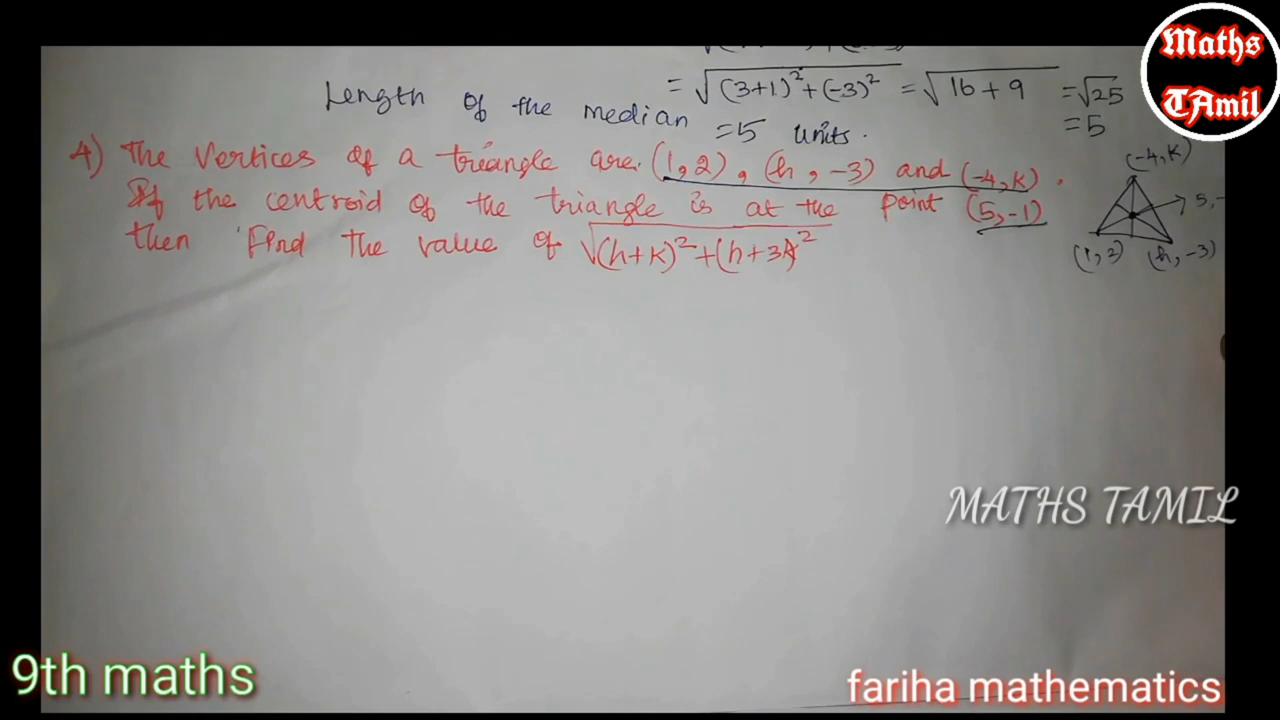 Maths
TAmil
= √(3+1)² + (-3)² = √16 + 9 = √25
Length of the median = 5 units. = 5
4) The vertices of a triangle are (1, 2), (h, -3) and (-4, K).
If the centroid of the triangle is at the point (5, -1)
then Find the value of √(h+K)² + (h+3K)²
(-4, K)
5, -
(1, 2) (h, -3)
MATHS TAMIL
9th maths
fariha mathematics